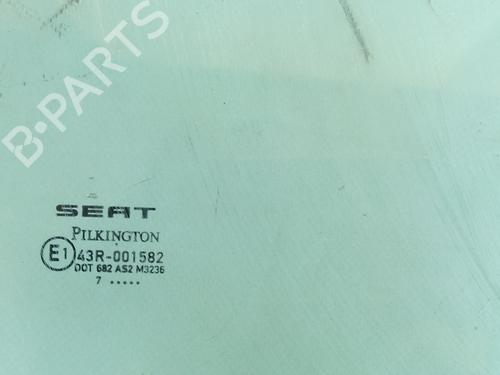 B-PARTS
SEAT
PILKINGTON
E1 43R-001582
DOT 682 AS2 M3236
7 •••••